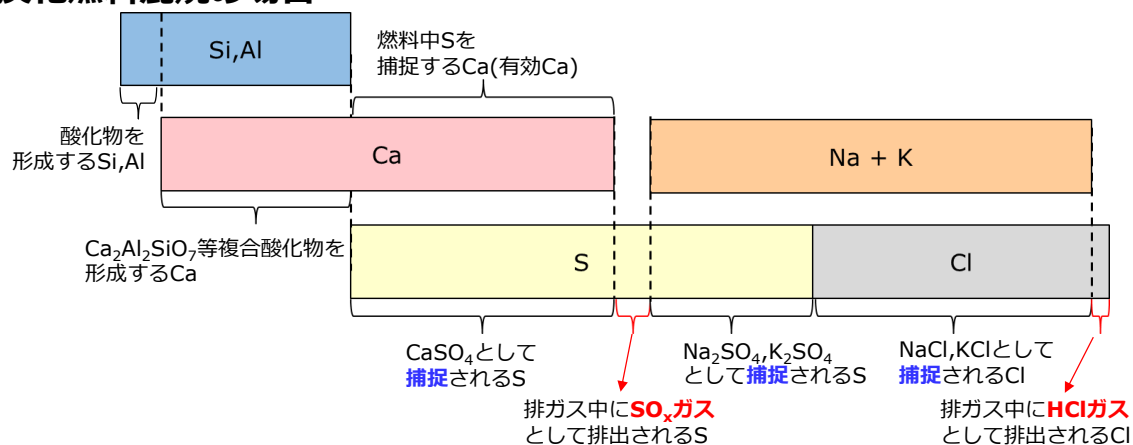 Si,Al
燃料中Sを
捕捉するCa(有効Ca)
酸化物を
形成するSi,Al
Ca
Na + K
Ca₂Al₂SiO₇等複合酸化物を
形成するCa
S
Cl
CaSO₄として
捕捉されるS
Na₂SO₄,K₂SO₄
として捕捉されるS
NaCl,KClとして
捕捉されるCl
排ガス中にSOₓガス
として排出されるS
排ガス中にHClガス
として排出されるCl